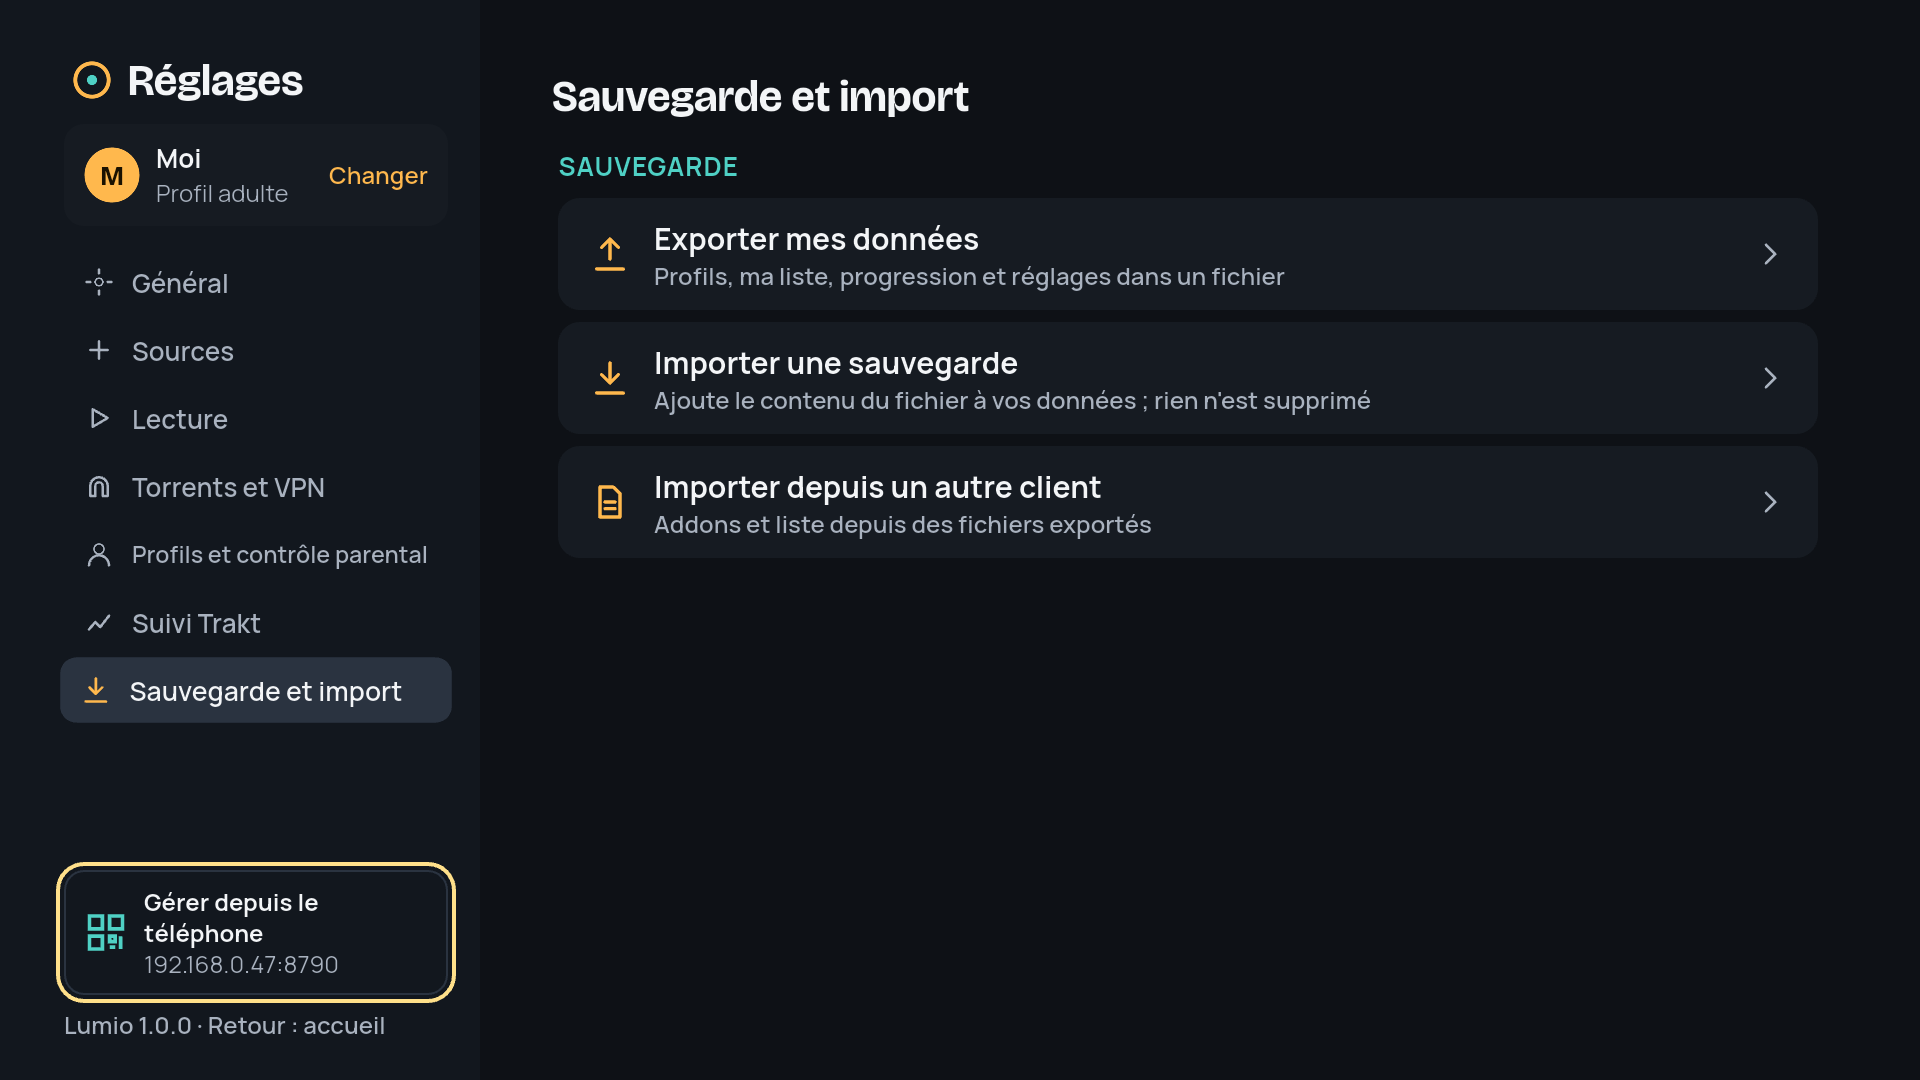 Réglages
M
Moi
Profil adulte
Changer
Général
Sources
Lecture
Torrents et VPN
Profils et contrôle parental
Suivi Trakt
Sauvegarde et import
Gérer depuis le
téléphone
192.168.0.47:8790
Lumio 1.0.0 · Retour : accueil
Sauvegarde et import
SAUVEGARDE
Exporter mes données
Profils, ma liste, progression et réglages dans un fichier
Importer une sauvegarde
Ajoute le contenu du fichier à vos données ; rien n'est supprimé
Importer depuis un autre client
Addons et liste depuis des fichiers exportés